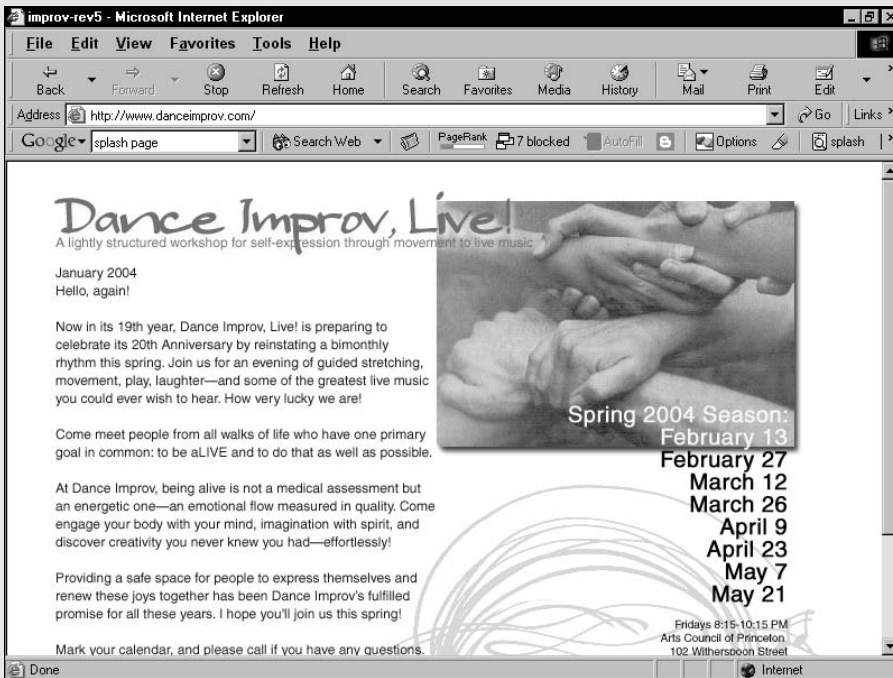 improv-rev5 - Microsoft Internet Explorer
File Edit View Favorites Tools Help
Back Forward Stop Refresh Home Search Favorites Media History Mail Print Edit
Address http://www.danceimprov.com/ Go Links
Google splash page Search Web PageRank 7 blocked AutoFill Options splash
Dance Improv, Live!
A lightly structured workshop for self-expression through movement to live music
January 2004
Hello, again!
Now in its 19th year, Dance Improv, Live! is preparing to
celebrate its 20th Anniversary by reinstating a bimonthly
rhythm this spring. Join us for an evening of guided stretching,
movement, play, laughter—and some of the greatest live music
you could ever wish to hear. How very lucky we are!
Come meet people from all walks of life who have one primary
goal in common: to be aLIVE and to do that as well as possible.
At Dance Improv, being alive is not a medical assessment but
an energetic one—an emotional flow measured in quality. Come
engage your body with your mind, imagination with spirit, and
discover creativity you never knew you had—effortlessly!
Providing a safe space for people to express themselves and
renew these joys together has been Dance Improv's fulfilled
promise for all these years. I hope you'll join us this spring!
Mark your calendar, and please call if you have any questions.
Spring 2004 Season:
February 13
February 27
March 12
March 26
April 9
April 23
May 7
May 21
Fridays 8:15-10:15 PM
Arts Council of Princeton
102 Witherspoon Street
Done Internet